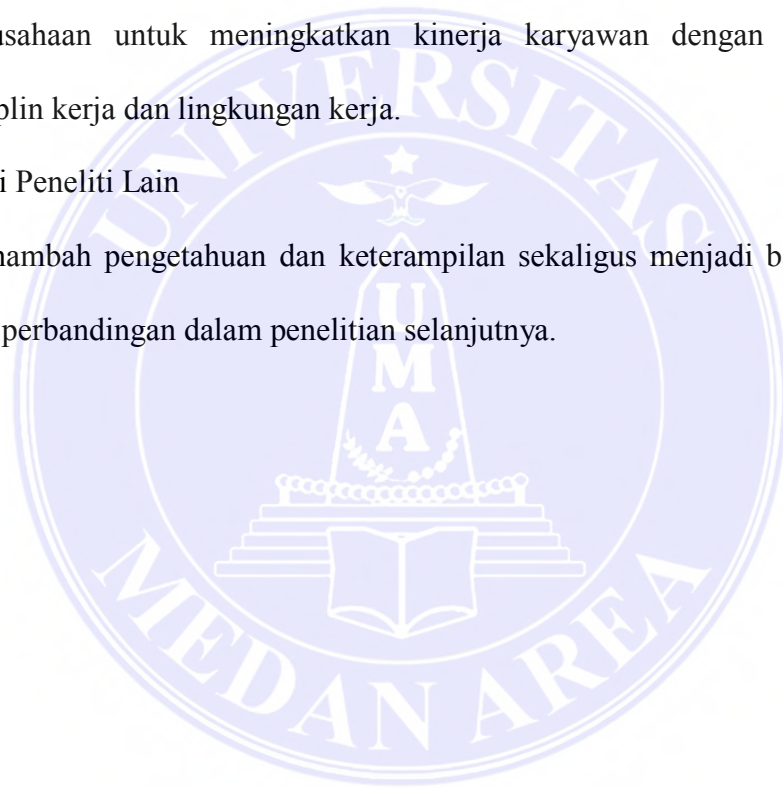 usahaan untuk meningkatkan kinerja karyawan dengan
plin kerja dan lingkungan kerja.
i Peneliti Lain
nambah pengetahuan dan keterampilan sekaligus menjadi b
perbandingan dalam penelitian selanjutnya.
UNIVERSITAS
UMA
MEDAN AREA